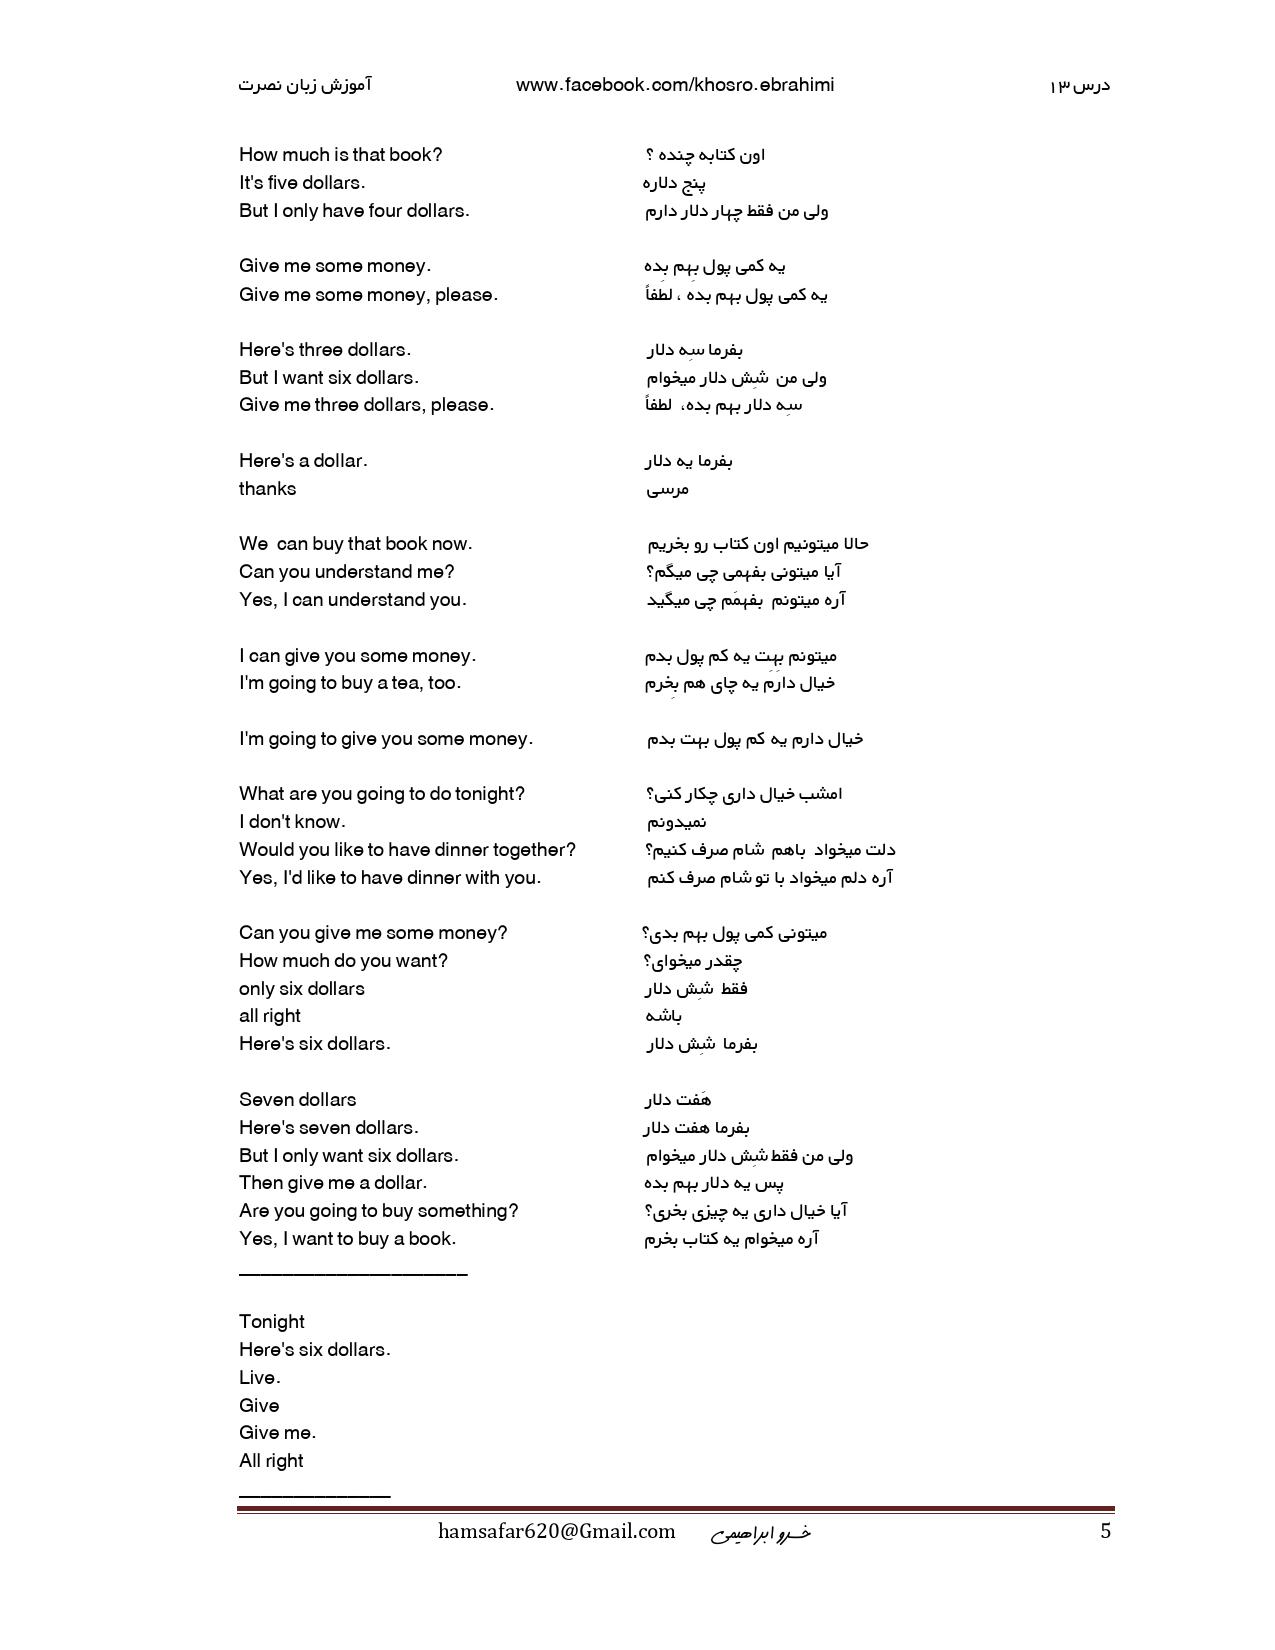 آموزش زبان نصرت www.facebook.com/khosro.ebrahimi درس ۱۳
How much is that book? اون کتابه چنده ؟
It's five dollars. پنج دلاره
But I only have four dollars. ولی من فقط چهار دلار دارم
Give me some money. یه کمی پول بِهم بِده
Give me some money, please. یه کمی پول بهم بده ، لطفاً
Here's three dollars. بفرما سِه دلار
But I want six dollars. ولی من شِش دلار میخوام
Give me three dollars, please. سِه دلار بهم بده، لطفاً
Here's a dollar. بفرما یه دلار
thanks مرسی
We can buy that book now. حالا میتونیم اون کتاب رو بخریم
Can you understand me? آیا میتونی بفهمی چی میگم؟
Yes, I can understand you. آره میتونم بفهمَم چی میگید
I can give you some money. میتونم بِهِت یه کم پول بدم
I'm going to buy a tea, too. خیال دارَم یه چای هم بِخرم
I'm going to give you some money. خیال دارم یه کم پول بهت بدم
What are you going to do tonight? امشب خیال داری چکار کنی؟
I don't know. نمیدونم
Would you like to have dinner together? دلت میخواد باهم شام صرف کنیم؟
Yes, I'd like to have dinner with you. آره دلم میخواد با تو شام صرف کنم
Can you give me some money? میتونی کمی پول بهم بدی؟
How much do you want? چقدر میخوای؟
only six dollars فقط شِش دلار
all right باشه
Here's six dollars. بفرما شِش دلار
Seven dollars هَفت دلار
Here's seven dollars. بفرما هفت دلار
But I only want six dollars. ولی من فقط شِش دلار میخوام
Then give me a dollar. پس یه دلار بهم بده
Are you going to buy something? آیا خیال داری یه چیزی بخری؟
Yes, I want to buy a book. آره میخوام یه کتاب بخرم
Tonight
Here's six dollars.
Live.
Give
Give me.
All right
hamsafar620@Gmail.com خسرو ابراهیمی 5